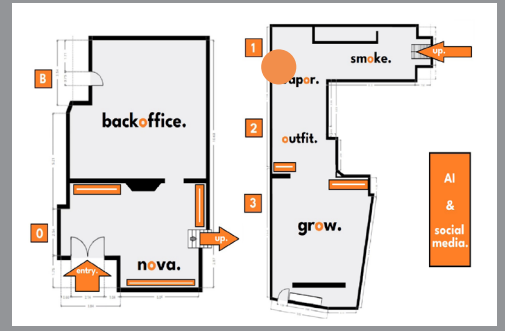 B
backoffice.
0
entry.
nova.
up.
1
smoke.
up.
apor.
2
outfit.
3
grow.
AI
&
social
media.